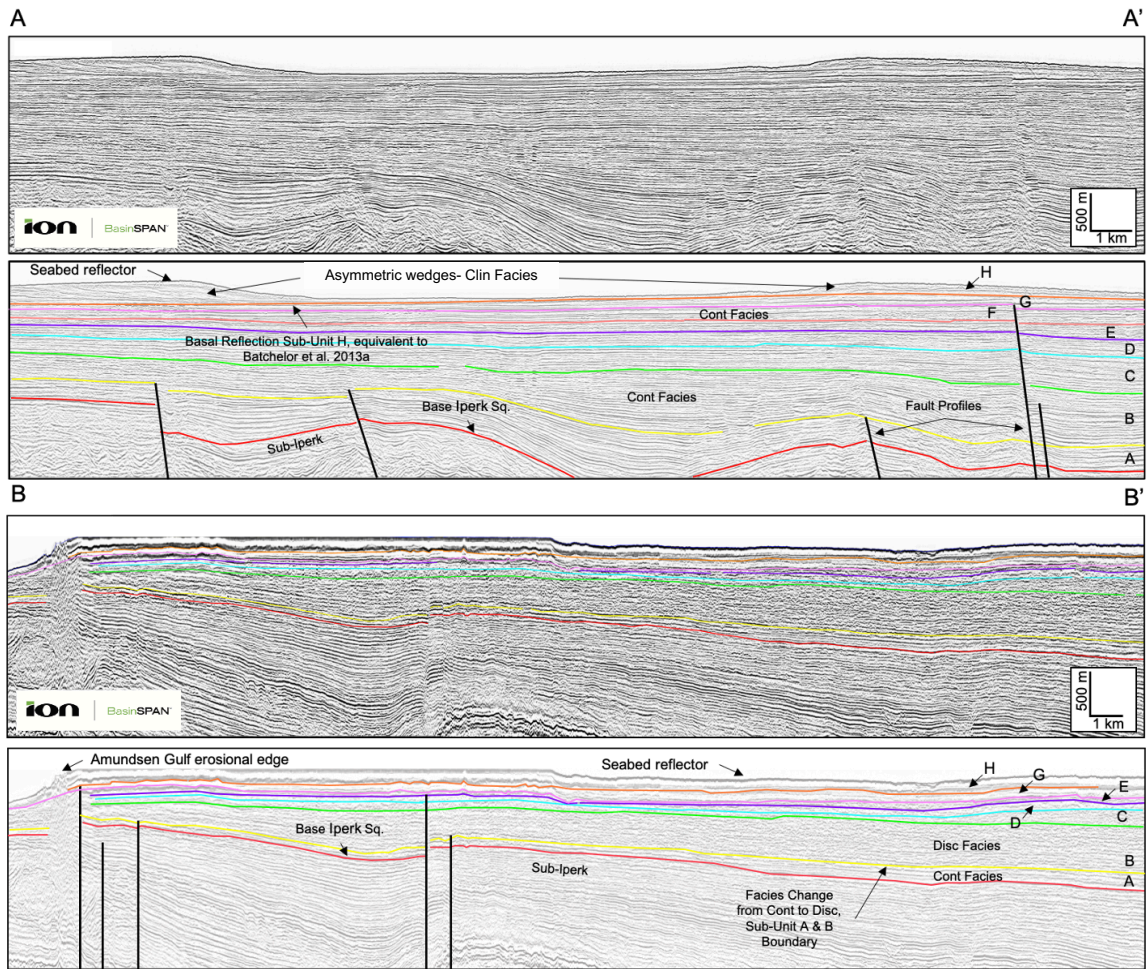 A
A'
ion | BasinSPAN™
500 m
1 km
Seabed reflector
Asymmetric wedges- Clin Facies
H
G
Cont Facies
F
Basal Reflection Sub-Unit H, equivalent to
Batchelor et al. 2013a
E
D
C
Cont Facies
Base Iperk Sq.
Fault Profiles
B
Sub-Iperk
A
B
B'
ion | BasinSPAN™
500 m
1 km
Amundsen Gulf erosional edge
Seabed reflector
H
G
E
D
C
Base Iperk Sq.
Disc Facies
Sub-Iperk
B
Cont Facies
A
Facies Change
from Cont to Disc,
Sub-Unit A & B
Boundary